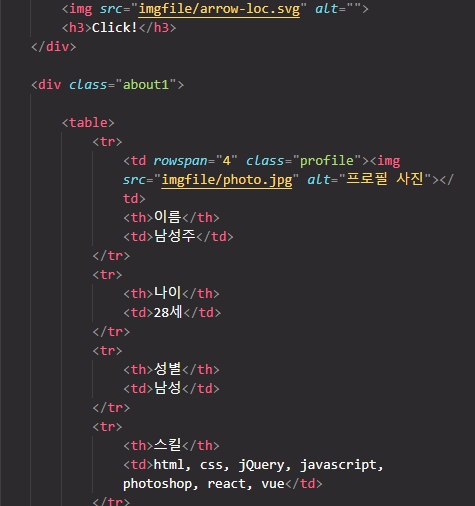 <img src="imgfile/arrow-loc.svg" alt="">
<h3>Click!</h3>
</div>
<div class="about1">
<table>
<tr>
<td rowspan="4" class="profile"><img
src="imgfile/photo.jpg" alt="프로필 사진"></
td>
<th>이름</th>
<td>남성주</td>
</tr>
<tr>
<th>나이</th>
<td>28세</td>
</tr>
<tr>
<th>성별</th>
<td>남성</td>
</tr>
<tr>
<th>스킬</th>
<td>html, css, jQuery, javascript,
photoshop, react, vue</td>
</tr>